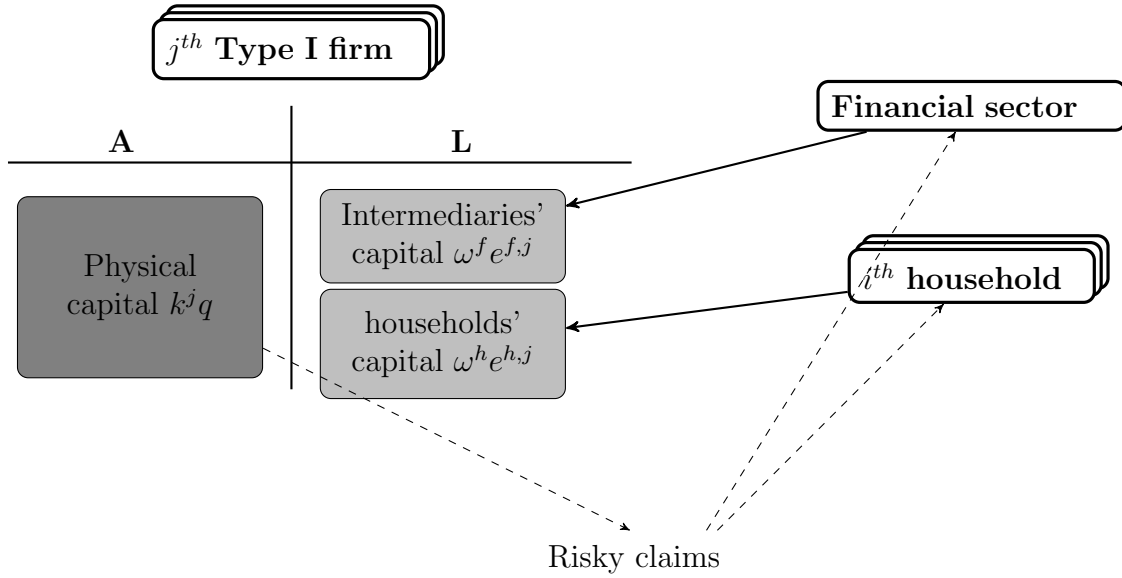 j^{th} Type I firm
A
L
Financial sector
Physical
capital k^j q
Intermediaries'
capital ω^f e^{f,j}
households'
capital ω^h e^{h,j}
i^{th} household
Risky claims